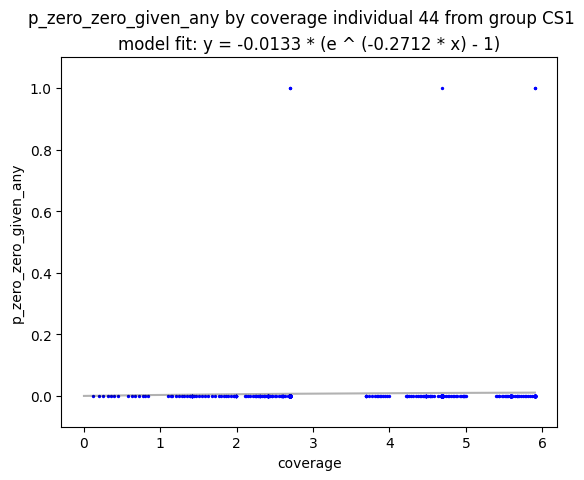 p_zero_zero_given_any by coverage individual 44 from group CS1
model fit: y = -0.0133 * (e ^ (-0.2712 * x) - 1)
1.0
0.8
0.6
0.4
0.2
0.0
p_zero_zero_given_any
0 1 2 3 4 5 6
coverage